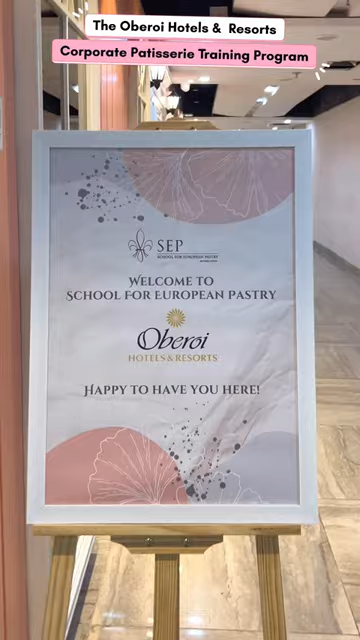 The Oberoi Hotels & Resorts
Corporate Patisserie Training Program
SEP
SCHOOL FOR EUROPEAN PASTRY
WELCOME TO
SCHOOL FOR EUROPEAN PASTRY
Oberoi
HOTELS & RESORTS
HAPPY TO HAVE YOU HERE!